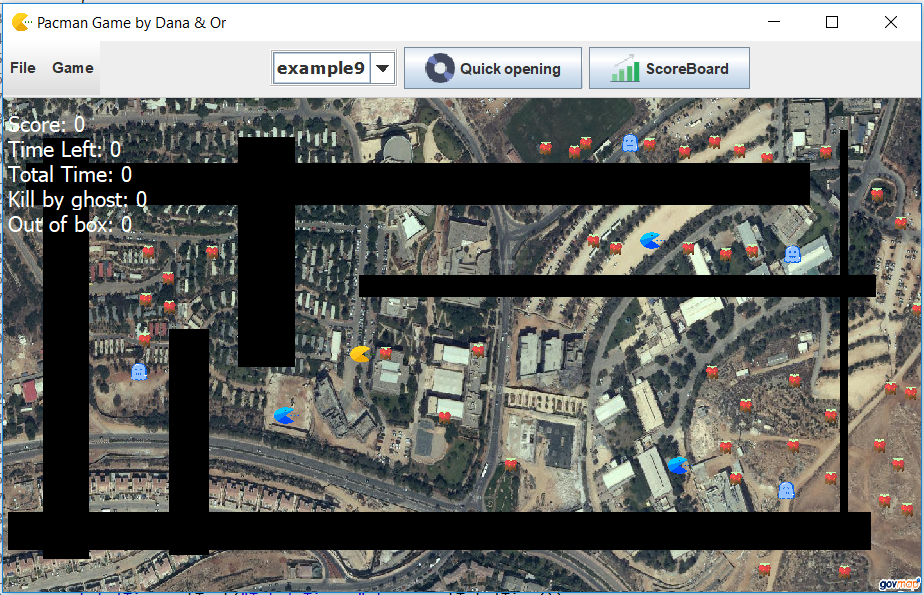 Pacman Game by Dana & Or
File Game example9 Quick opening ScoreBoard
Score: 0
Time Left: 0
Total Time: 0
Kill by ghost: 0
Out of box: 0
govmap